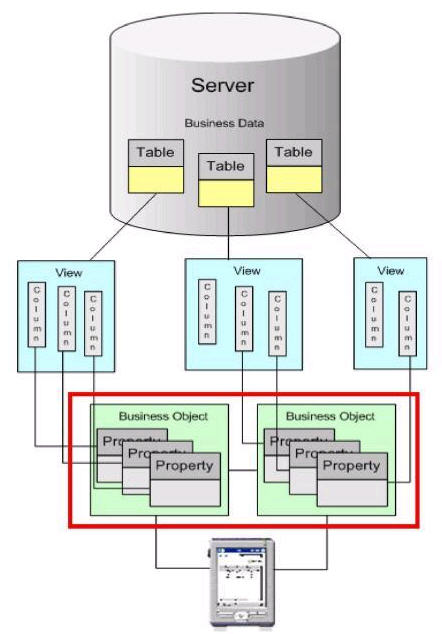 Server
Business Data
Table
Table
Table
View
View
View
Column
Column
Column
Column
Column
Column
Column
Column
Business Object
Business Object
Property
Property
Property
Property
Property
Property